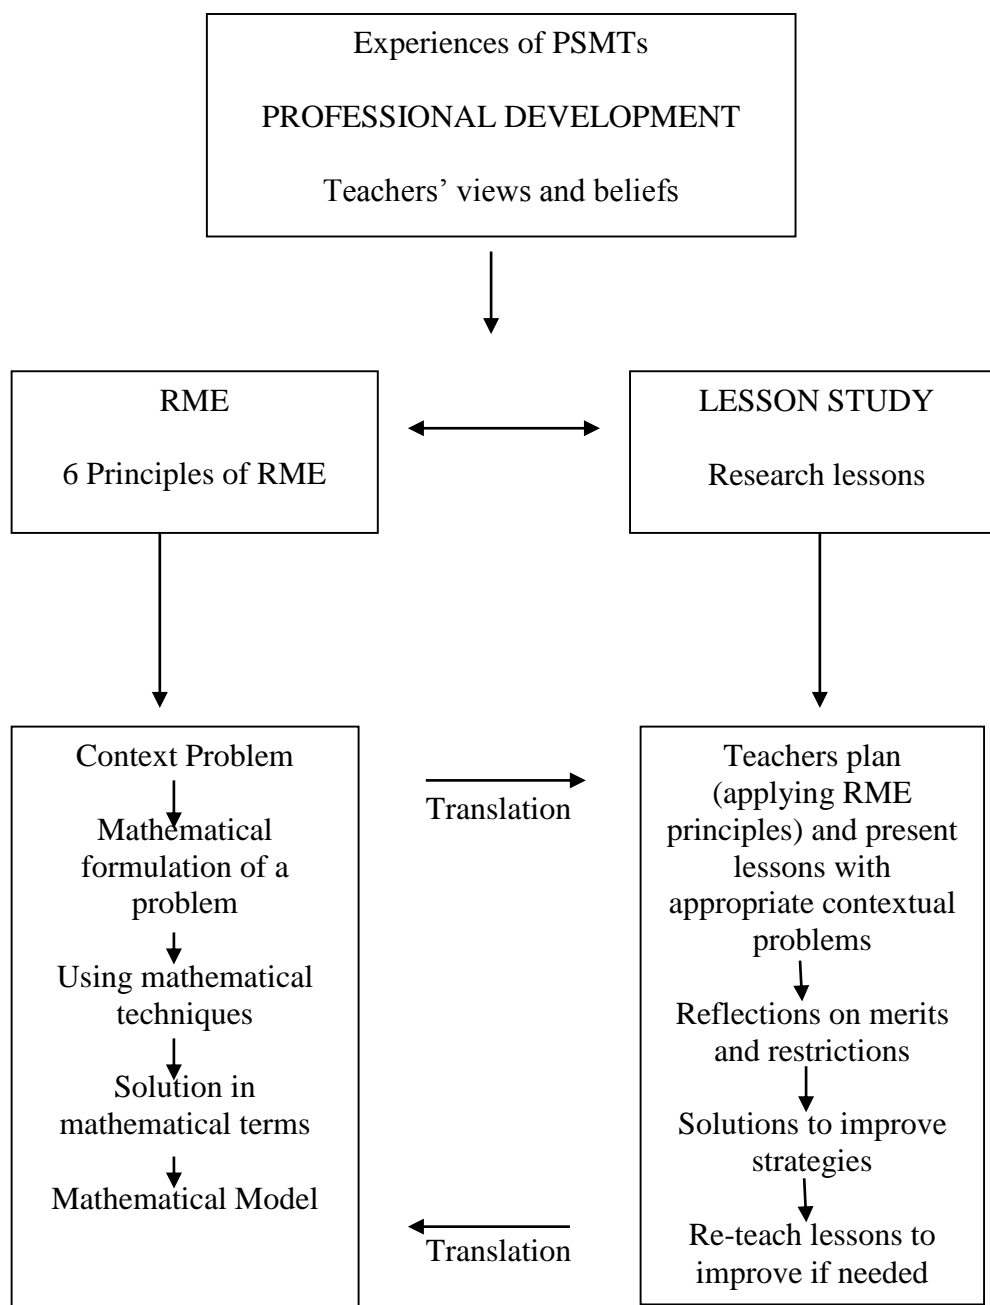 Experiences of PSMTs
PROFESSIONAL DEVELOPMENT
Teachers’ views and beliefs
RME
6 Principles of RME
LESSON STUDY
Research lessons
Context Problem
Mathematical
formulation of a
problem
Using mathematical
techniques
Solution in
mathematical terms
Mathematical Model
Translation
Teachers plan
(applying RME
principles) and present
lessons with
appropriate contextual
problems
Reflections on merits
and restrictions
Solutions to improve
strategies
Re-teach lessons to
improve if needed
Translation